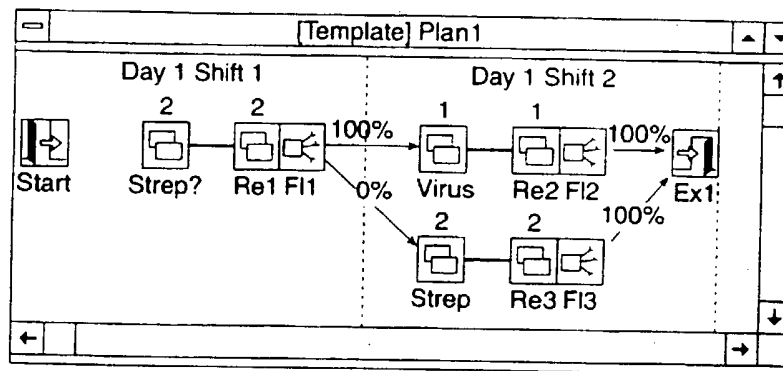 [Template] Plan1
Day 1 Shift 1 Day 1 Shift 2
2 2 1 1
100% 100%
Start Strep? Re1 Fl1 0% Virus Re2 Fl2 Ex1
2 2 100%
Strep Re3 Fl3